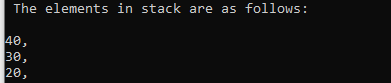 The elements in stack are as follows:
40,
30,
20,